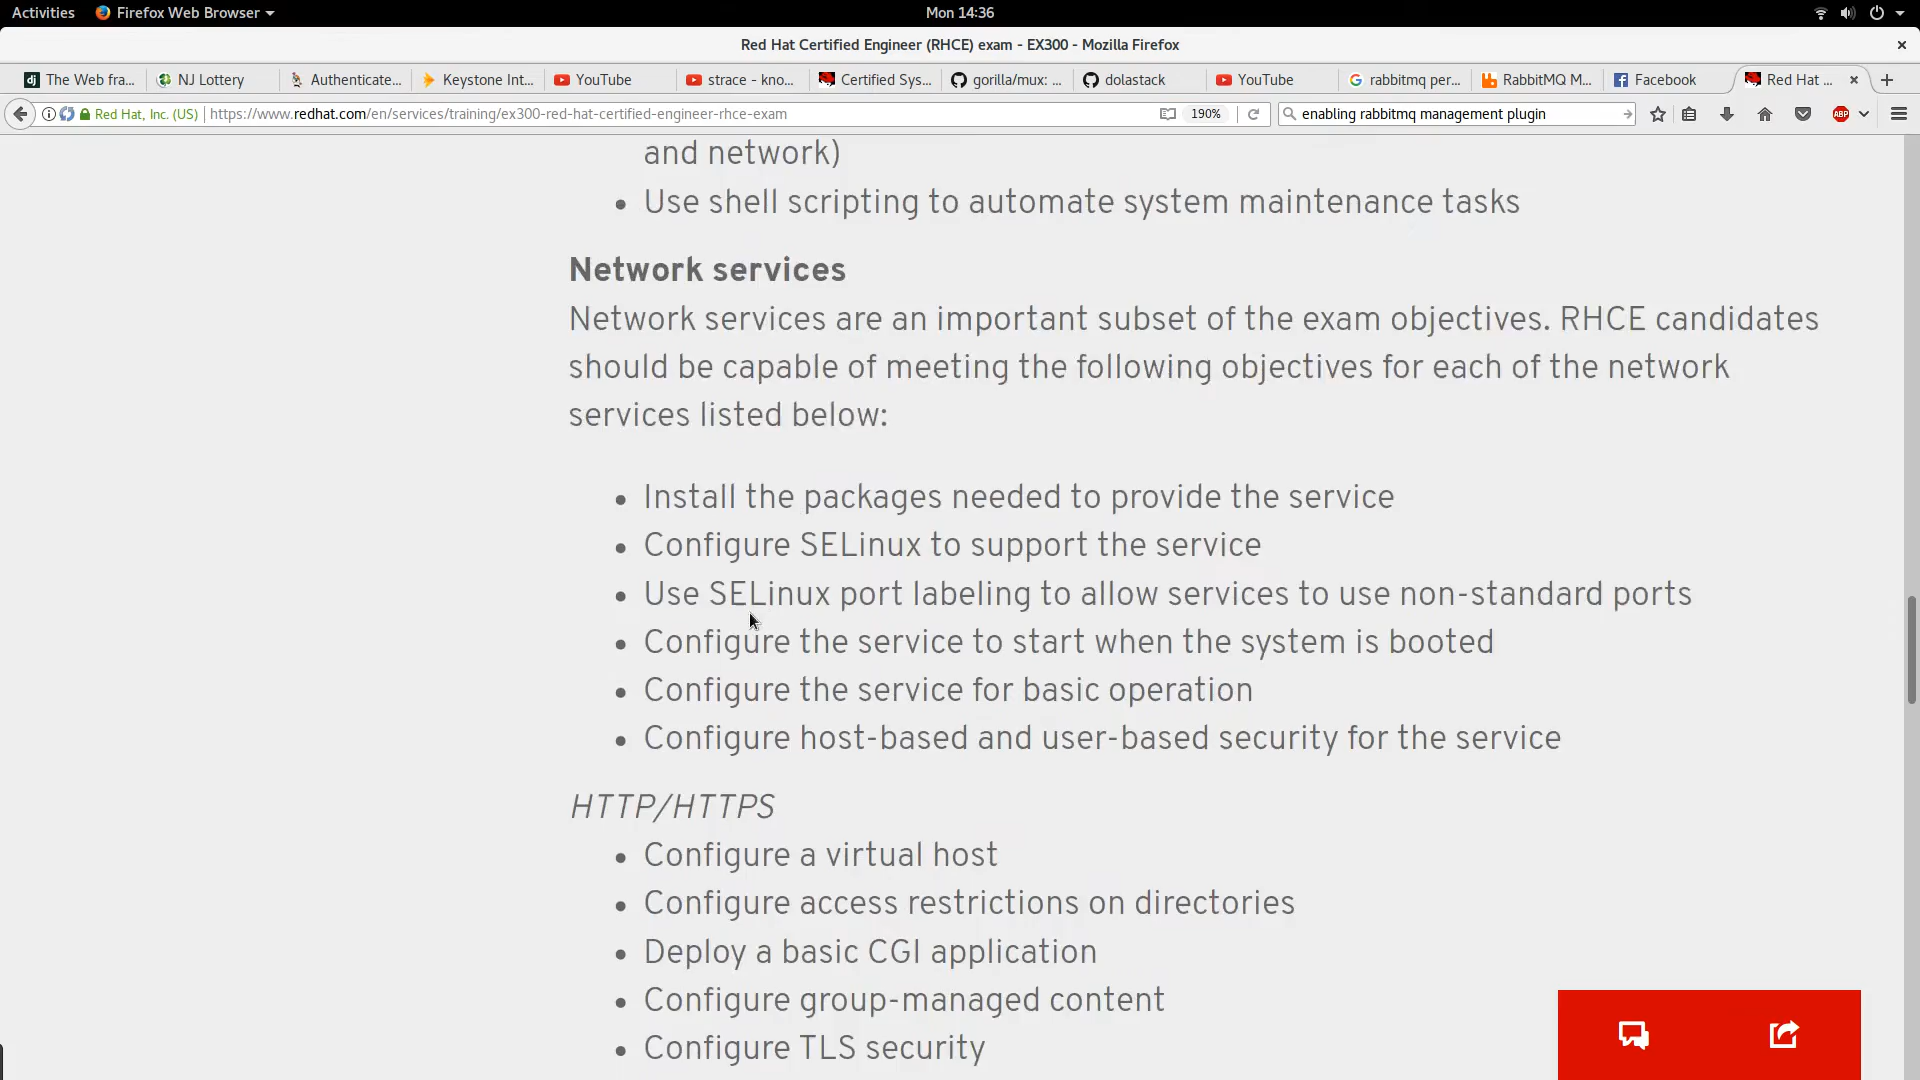 Activities Firefox Web Browser Mon 14:36
Red Hat Certified Engineer (RHCE) exam - EX300 - Mozilla Firefox
The Web fra... NJ Lottery Authenticate... Keystone Int... YouTube strace - kno... Certified Sys... gorilla/mux: ... dolastack YouTube rabbitmq per... RabbitMQ M... Facebook Red Hat ...
Red Hat, Inc. (US) https://www.redhat.com/en/services/training/ex300-red-hat-certified-engineer-rhce-exam 190% enabling rabbitmq management plugin ABP
and network)
• Use shell scripting to automate system maintenance tasks
Network services
Network services are an important subset of the exam objectives. RHCE candidates
should be capable of meeting the following objectives for each of the network
services listed below:
• Install the packages needed to provide the service
• Configure SELinux to support the service
• Use SELinux port labeling to allow services to use non-standard ports
• Configure the service to start when the system is booted
• Configure the service for basic operation
• Configure host-based and user-based security for the service
HTTP/HTTPS
• Configure a virtual host
• Configure access restrictions on directories
• Deploy a basic CGI application
• Configure group-managed content
• Configure TLS security